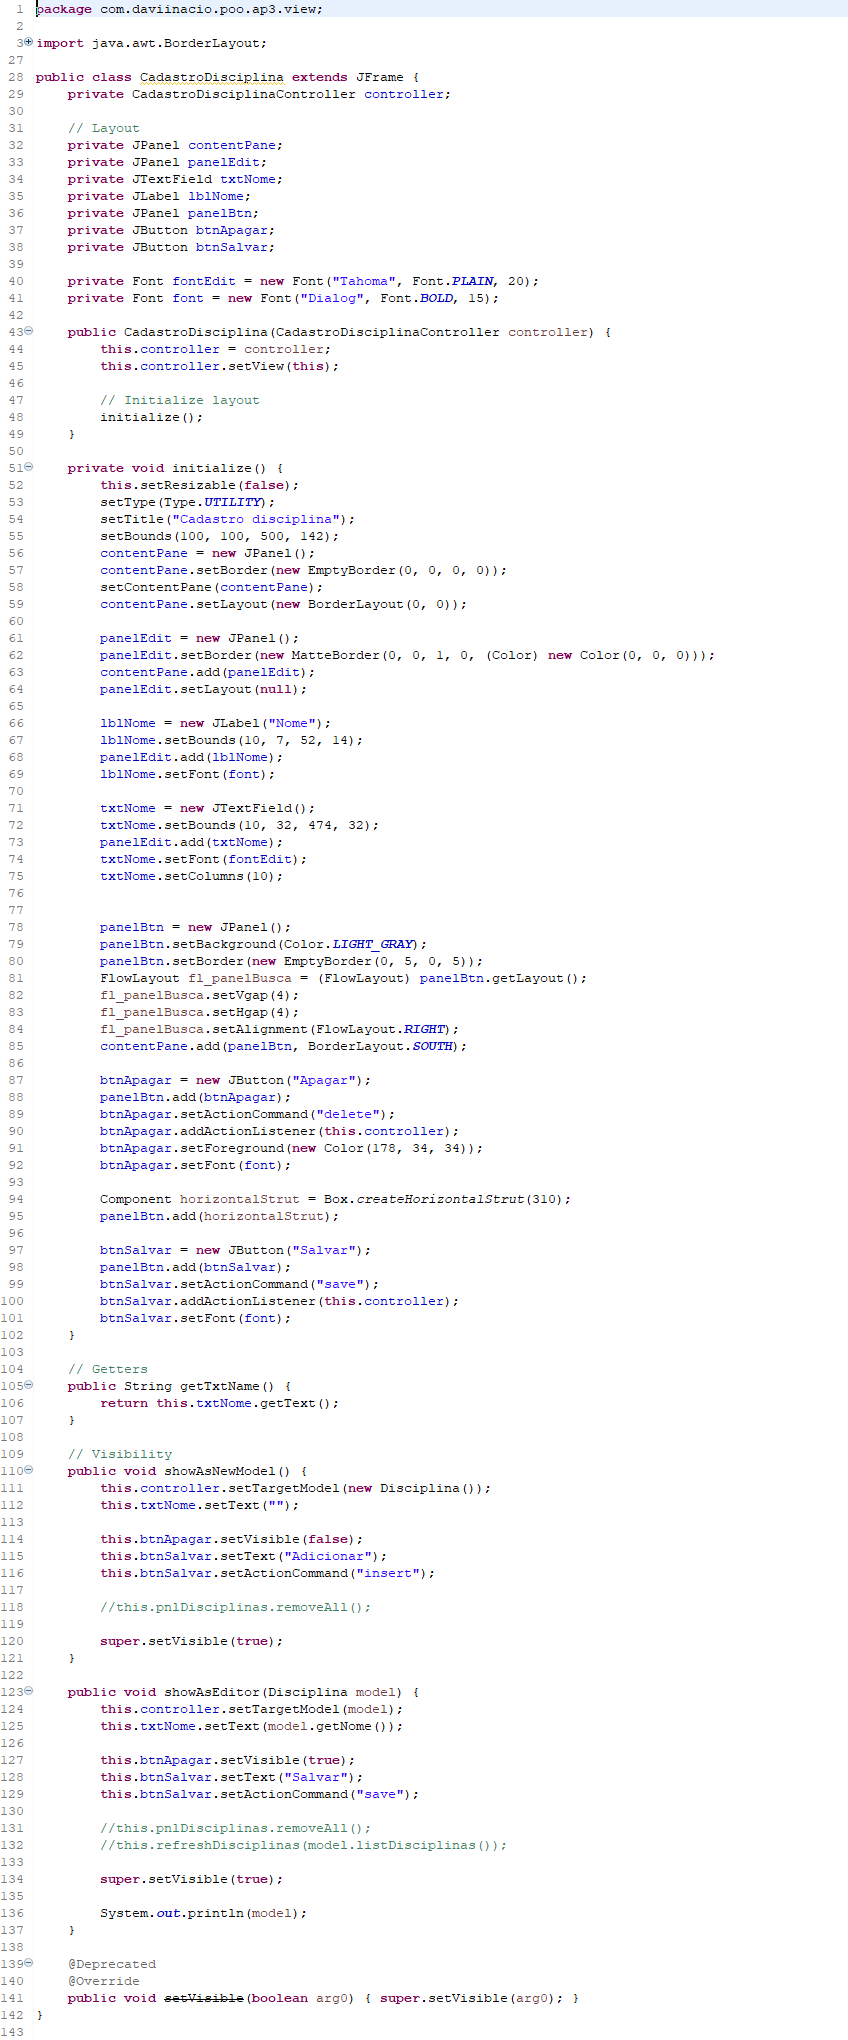 1 package com.daviinacio.poo.ap3.view;
2
3 import java.awt.BorderLayout;
27
28 public class CadastroDisciplina extends JFrame {
29     private CadastroDisciplinaController controller;
30
31     // Layout
32     private JPanel contentPane;
33     private JPanel panelEdit;
34     private JTextField txtNome;
35     private JLabel lblNome;
36     private JPanel panelBtn;
37     private JButton btnApagar;
38     private JButton btnSalvar;
39
40     private Font fontEdit = new Font("Tahoma", Font.PLAIN, 20);
41     private Font font = new Font("Dialog", Font.BOLD, 15);
42
43     public CadastroDisciplina(CadastroDisciplinaController controller) {
44         this.controller = controller;
45         this.controller.setView(this);
46
47         // Initialize layout
48         initialize();
49     }
50
51     private void initialize() {
52         this.setResizable(false);
53         setType(Type.UTILITY);
54         setTitle("Cadastro disciplina");
55         setBounds(100, 100, 500, 142);
56         contentPane = new JPanel();
57         contentPane.setBorder(new EmptyBorder(0, 0, 0, 0));
58         setContentPane(contentPane);
59         contentPane.setLayout(new BorderLayout(0, 0));
60
61         panelEdit = new JPanel();
62         panelEdit.setBorder(new MatteBorder(0, 0, 1, 0, (Color) new Color(0, 0, 0)));
63         contentPane.add(panelEdit);
64         panelEdit.setLayout(null);
65
66         lblNome = new JLabel("Nome");
67         lblNome.setBounds(10, 7, 52, 14);
68         panelEdit.add(lblNome);
69         lblNome.setFont(font);
70
71         txtNome = new JTextField();
72         txtNome.setBounds(10, 32, 474, 32);
73         panelEdit.add(txtNome);
74         txtNome.setFont(fontEdit);
75         txtNome.setColumns(10);
76
77
78         panelBtn = new JPanel();
79         panelBtn.setBackground(Color.LIGHT_GRAY);
80         panelBtn.setBorder(new EmptyBorder(0, 5, 0, 5));
81         FlowLayout fl_panelBusca = (FlowLayout) panelBtn.getLayout();
82         fl_panelBusca.setVgap(4);
83         fl_panelBusca.setHgap(4);
84         fl_panelBusca.setAlignment(FlowLayout.RIGHT);
85         contentPane.add(panelBtn, BorderLayout.SOUTH);
86
87         btnApagar = new JButton("Apagar");
88         panelBtn.add(btnApagar);
89         btnApagar.setActionCommand("delete");
90         btnApagar.addActionListener(this.controller);
91         btnApagar.setForeground(new Color(178, 34, 34));
92         btnApagar.setFont(font);
93
94         Component horizontalStrut = Box.createHorizontalStrut(310);
95         panelBtn.add(horizontalStrut);
96
97         btnSalvar = new JButton("Salvar");
98         panelBtn.add(btnSalvar);
99         btnSalvar.setActionCommand("save");
100         btnSalvar.addActionListener(this.controller);
101         btnSalvar.setFont(font);
102     }
103
104     // Getters
105     public String getTxtName() {
106         return this.txtNome.getText();
107     }
108
109     // Visibility
110     public void showAsNewModel() {
111         this.controller.setTargetModel(new Disciplina());
112         this.txtNome.setText("");
113
114         this.btnApagar.setVisible(false);
115         this.btnSalvar.setText("Adicionar");
116         this.btnSalvar.setActionCommand("insert");
117
118         //this.pnlDisciplinas.removeAll();
119
120         super.setVisible(true);
121     }
122
123     public void showAsEditor(Disciplina model) {
124         this.controller.setTargetModel(model);
125         this.txtNome.setText(model.getNome());
126
127         this.btnApagar.setVisible(true);
128         this.btnSalvar.setText("Salvar");
129         this.btnSalvar.setActionCommand("save");
130
131         //this.pnlDisciplinas.removeAll();
132         //this.refreshDisciplinas(model.listDisciplinas());
133
134         super.setVisible(true);
135
136         System.out.println(model);
137     }
138
139     @Deprecated
140     @Override
141     public void setVisible(boolean arg0) { super.setVisible(arg0); }
142 }
143